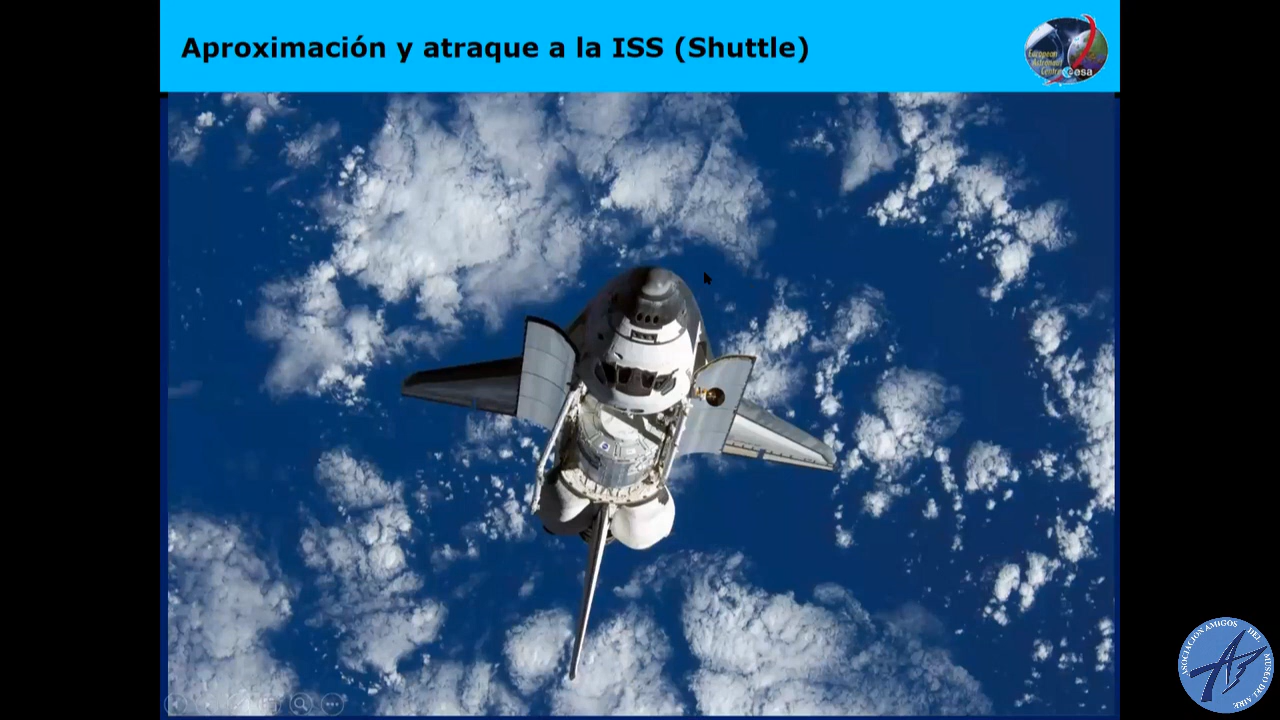 Aproximación y atraque a la ISS (Shuttle)
European
Astronaut
Centre
esa
ASOCIACION AMIGOS DEL MUSEO DEL AIRE